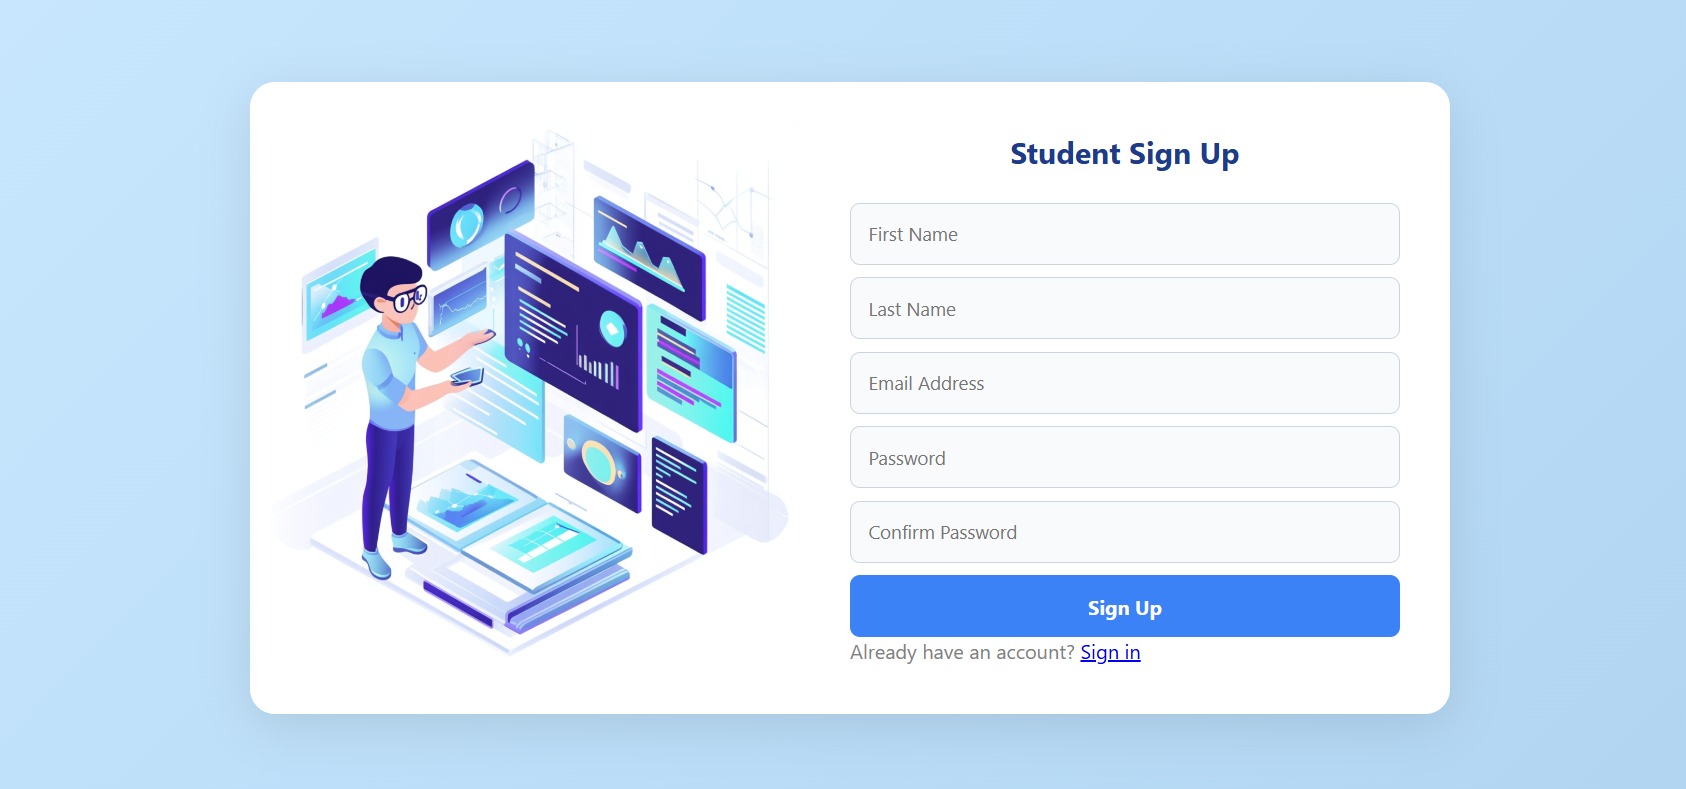 Student Sign Up
First Name
Last Name
Email Address
Password
Confirm Password
Sign Up
Already have an account? Sign in